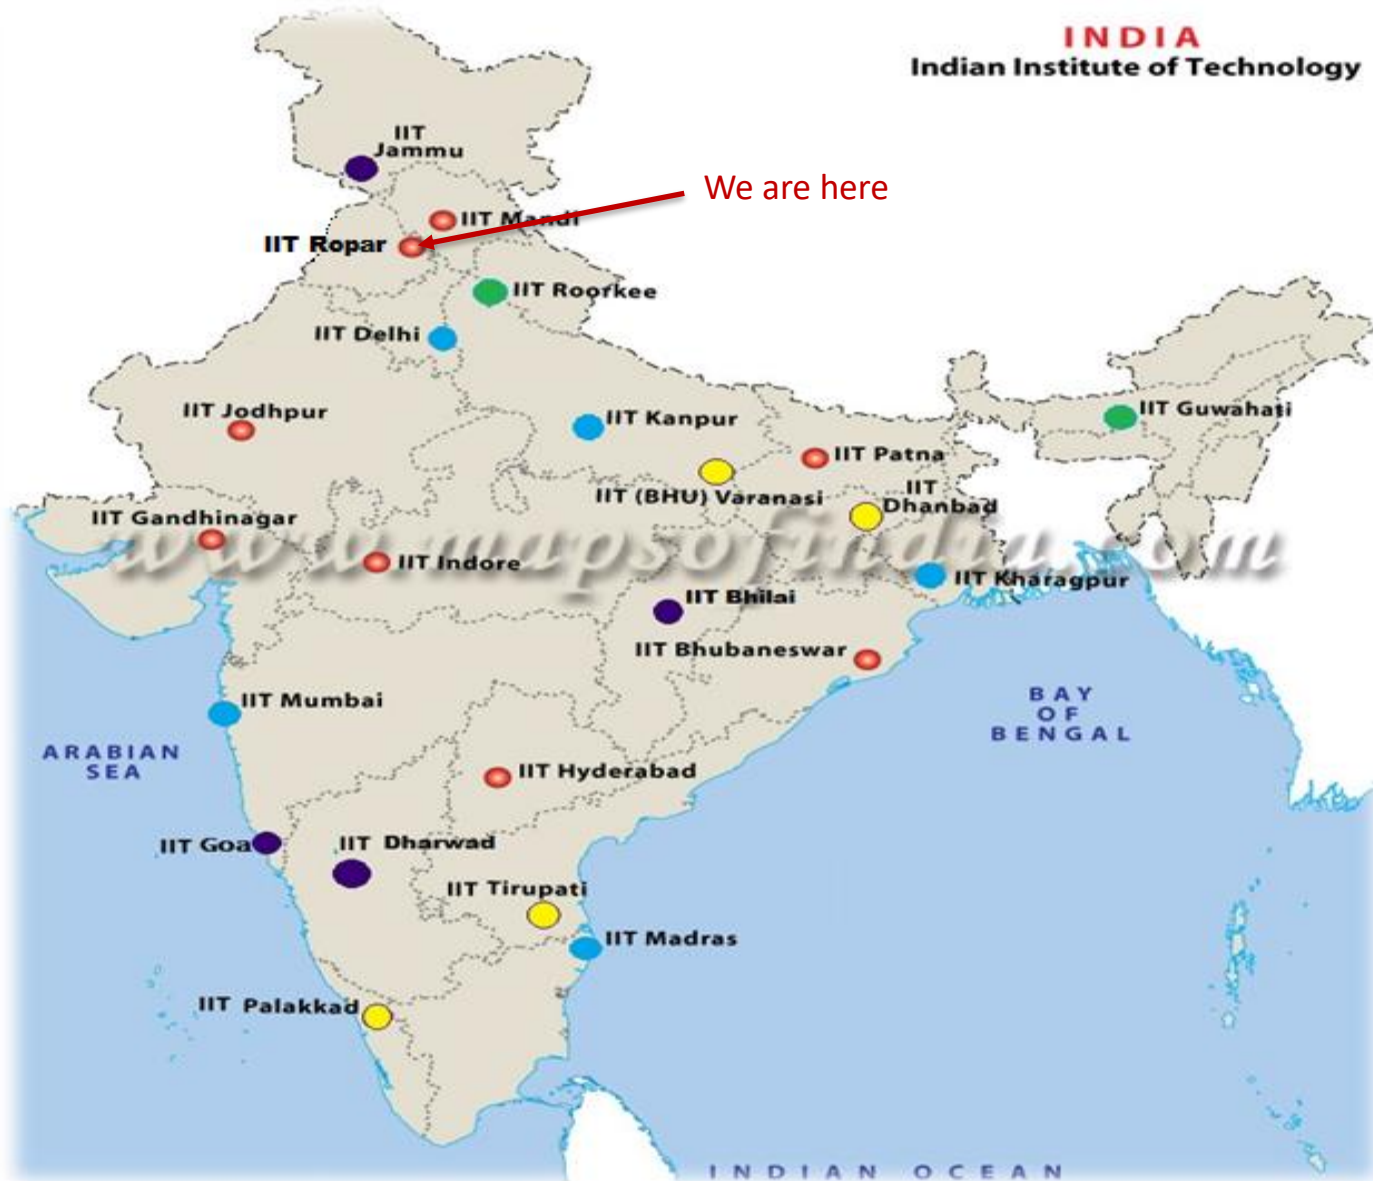 INDIA
Indian Institute of Technology
IIT
Jammu
We are here
IIT Mandi
IIT Ropar
IIT Roorkee
IIT Delhi
IIT Jodhpur
IIT Kanpur
IIT Guwahati
IIT Patna
IIT (BHU) Varanasi
IIT
Dhanbad
IIT Gandhinagar
www.mapsofindia.com
IIT Indore
IIT Kharagpur
IIT Bhilai
IIT Bhubaneswar
IIT Mumbai
BAY
OF
BENGAL
ARABIAN
SEA
IIT Hyderabad
IIT Goa
IIT Dharwad
IIT Tirupati
IIT Madras
IIT Palakkad
INDIAN OCEAN